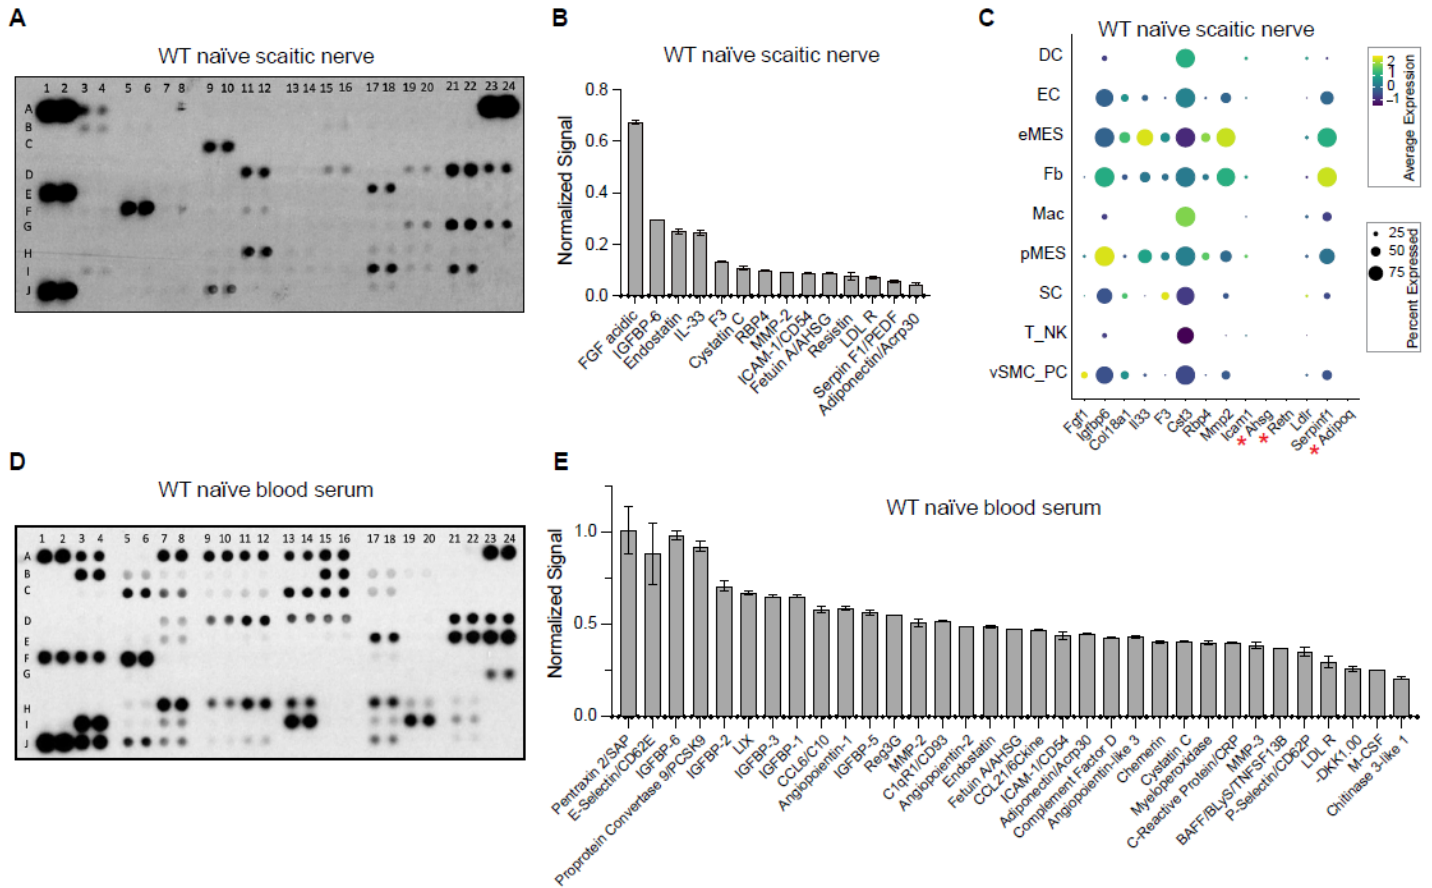 A
WT naïve scaitic nerve
1 2 3 4 5 6 7 8 9 10 11 12 13 14 15 16 17 18 19 20 21 22 23 24
A
B
C
D
E
F
G
H
I
J
B
WT naïve scaitic nerve
Normalized Signal
0.8
0.6
0.4
0.2
0.0
FGF acidic
IGFBP-6
Endostatin
IL-33
F3
Cystatin C
RBP4
MMP-2
ICAM-1/CD54
Fetuin A/AHSG
Resistin
LDL R
Serpin F1/PEDF
Adiponectin/Acrp30
C
WT naïve scaitic nerve
DC
EC
eMES
Fb
Mac
pMES
SC
T_NK
vSMC_PC
Fgf1
Igfbp6
Col18a1
Il33
F3
Cst3
Rbp4
Mmp2
Icam1
* Ahsg
* Retn
Ldlr
Serpinf1
* Adipoq
2
1
0
-1
Average Expression
25
50
75
Percent Expressed
D
WT naïve blood serum
1 2 3 4 5 6 7 8 9 10 11 12 13 14 15 16 17 18 19 20 21 22 23 24
A
B
C
D
E
F
G
H
I
J
E
WT naïve blood serum
Normalized Signal
1.0
0.5
0.0
Pentraxin 2/SAP
E-Selectin/CD62E
IGFBP-6
Proprotein Convertase 9/PCSK9
IGFBP-2
LIX
IGFBP-3
IGFBP-1
CCL6/C10
Angiopoientin-1
IGFBP-5
Reg3G
MMP-2
C1qR1/CD93
Angiopoientin-2
Endostatin
Fetuin A/AHSG
CCL21/6Ckine
ICAM-1/CD54
Adiponectin/Acrp30
Complement Factor D
Angiopoientin-like 3
Chemerin
Cystatin C
Myeloperoxidase
C-Reactive Protein/CRP
MMP-3
BAFF/BLyS/TNFSF13B
P-Selectin/CD62P
LDL R
-DKK1;00
M-CSF
Chitinase 3-like 1